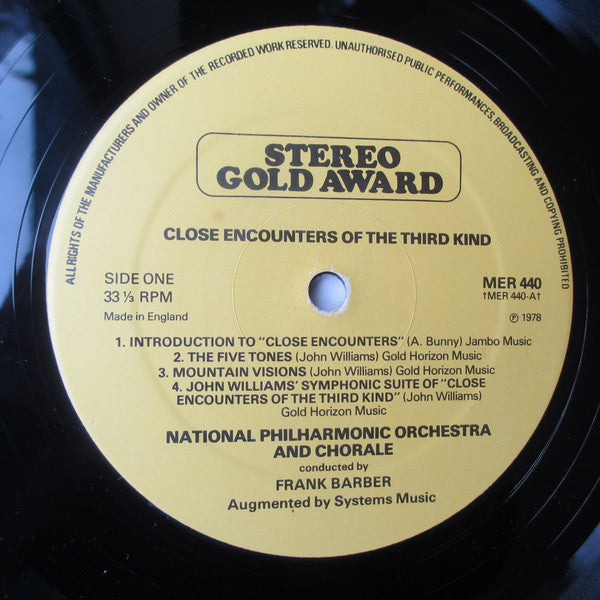 ALL RIGHTS OF THE MANUFACTURERS AND OWNER OF THE RECORDED WORK RESERVED. UNAUTHORISED PUBLIC PERFORMANCES, BROADCASTING AND COPYING PROHIBITED
STEREO
GOLD AWARD
CLOSE ENCOUNTERS OF THE THIRD KIND
SIDE ONE
33 ⅓ RPM
Made in England
MER 440
†MER 440-A†
℗ 1978
1. INTRODUCTION TO "CLOSE ENCOUNTERS" (A. Bunny) Jambo Music
2. THE FIVE TONES (John Williams) Gold Horizon Music
3. MOUNTAIN VISIONS (John Williams) Gold Horizon Music
4. JOHN WILLIAMS' SYMPHONIC SUITE OF "CLOSE
ENCOUNTERS OF THE THIRD KIND" (John Williams)
Gold Horizon Music
NATIONAL PHILHARMONIC ORCHESTRA
AND CHORALE
conducted by
FRANK BARBER
Augmented by Systems Music